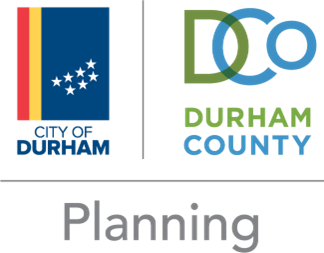 CITY OF
DURHAM
DCo
DURHAM
COUNTY
Planning